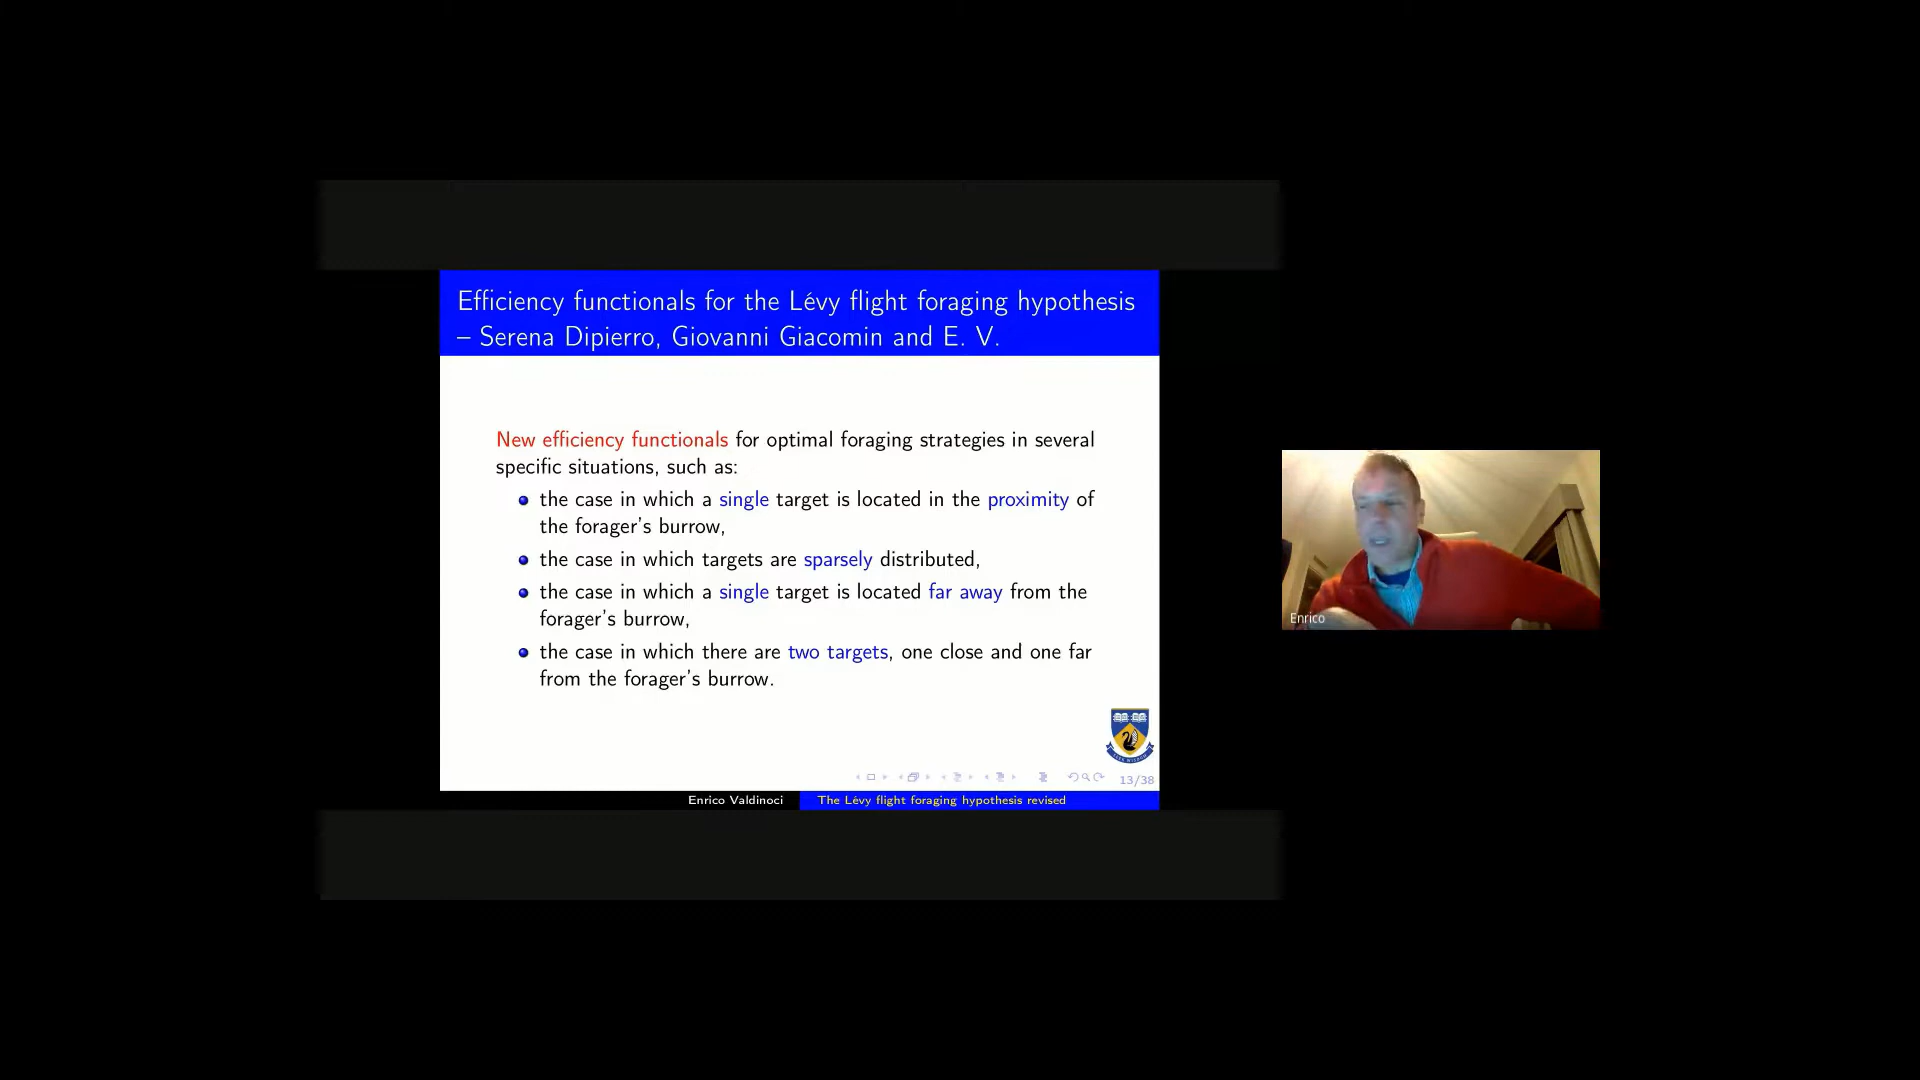 Efficiency functionals for the Lévy flight foraging hypothesis
– Serena Dipierro, Giovanni Giacomin and E. V.
New efficiency functionals for optimal foraging strategies in several
specific situations, such as:
the case in which a single target is located in the proximity of
the forager's burrow,
the case in which targets are sparsely distributed,
the case in which a single target is located far away from the
forager's burrow,
the case in which there are two targets, one close and one far
from the forager's burrow.
13/38
Enrico Valdinoci
The Lévy flight foraging hypothesis revised
Enrico